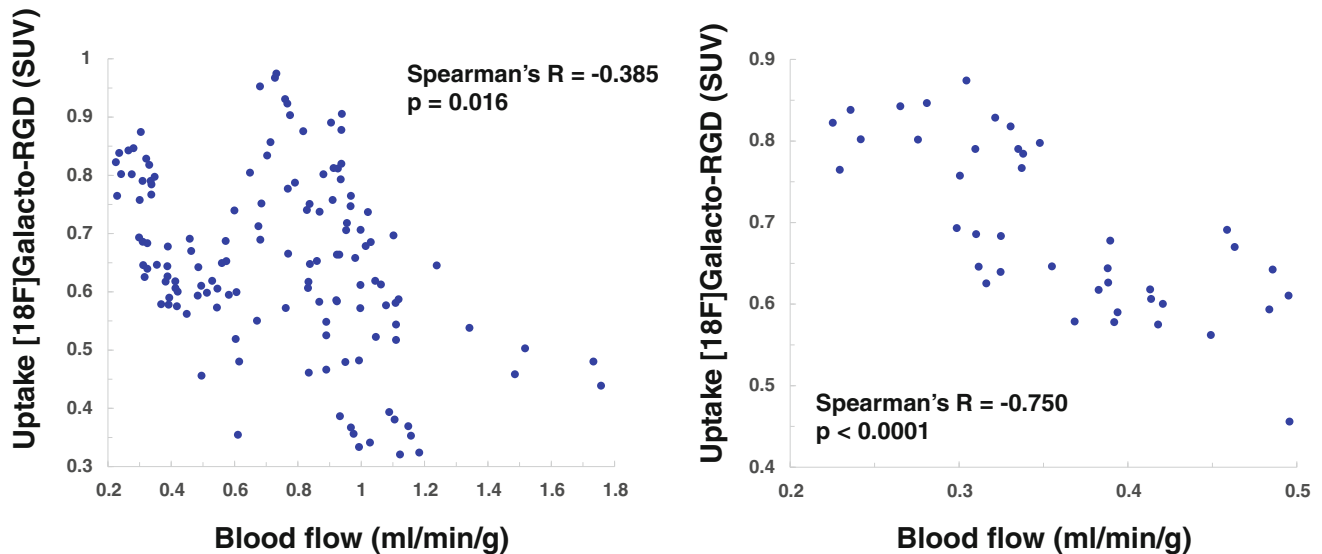 Uptake [18F]Galacto-RGD (SUV)
1
0.9
0.8
0.7
0.6
0.5
0.4
0.3
Spearman's R = -0.385
p = 0.016
0.2 0.4 0.6 0.8 1 1.2 1.4 1.6 1.8
Blood flow (ml/min/g)
Uptake [18F]Galacto-RGD (SUV)
0.9
0.8
0.7
0.6
0.5
0.4
Spearman's R = -0.750
p < 0.0001
0.2 0.3 0.4 0.5
Blood flow (ml/min/g)